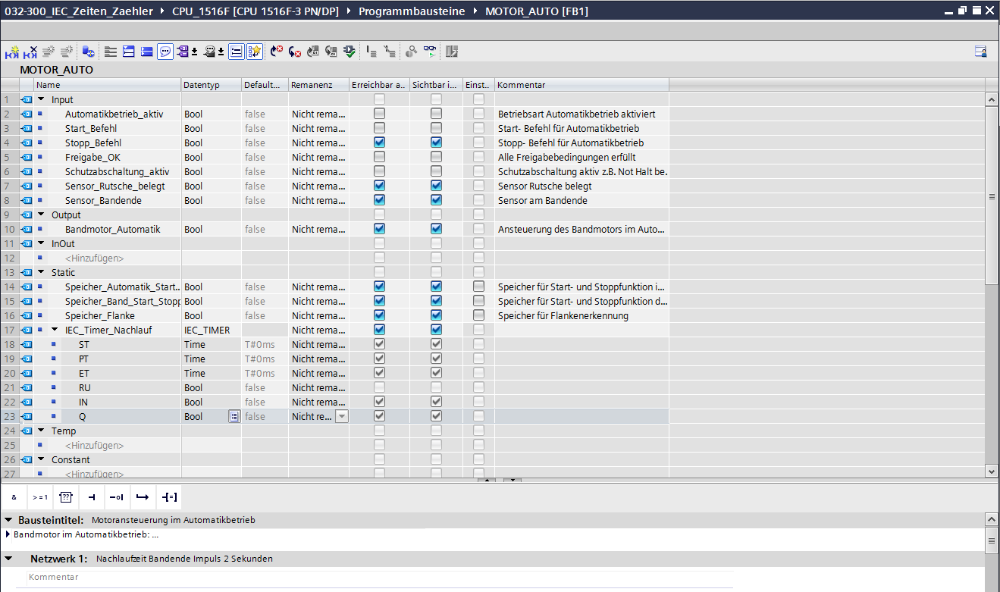 032-300_IEC_Zeiten_Zaehler CPU_1516F [CPU 1516F-3 PN/DP] Programmbausteine MOTOR_AUTO [FB1]
MOTOR_AUTO
Name Datentyp Default... Remanenz Erreichbar a.. Sichtbar i... Einst.. Kommentar
1 Input
2 Automatikbetrieb_aktiv Bool false Nicht rema... Betriebsart Automatikbetrieb aktiviert
3 Start_Befehl Bool false Nicht rema... Start- Befehl für Automatikbetrieb
4 Stopp_Befehl Bool false Nicht rema... Stopp- Befehl für Automatikbetrieb
5 Freigabe_OK Bool false Nicht rema... Alle Freigabebedingungen erfüllt
6 Schutzabschaltung_aktiv Bool false Nicht rema... Schutzabschaltung aktiv z.B. Not Halt be.
7 Sensor_Rutsche_belegt Bool false Nicht rema... Sensor Rutsche belegt
8 Sensor_Bandende Bool false Nicht rema... Sensor am Bandende
9 Output
10 Bandmotor_Automatik Bool false Nicht rema... Ansteuerung des Bandmotors im Auto...
11 InOut
12 <Hinzufügen>
13 Static
14 Speicher_Automatik_Start.. Bool false Nicht rema... Speicher für Start- und Stoppfunktion i...
15 Speicher_Band_Start_Stopp Bool false Nicht rema... Speicher für Start- und Stoppfunktion d...
16 Speicher_Flanke Bool false Nicht rema... Speicher für Flankenerkennung
17 IEC_Timer_Nachlauf IEC_TIMER Nicht rema...
18 ST Time T#0ms Nicht rema...
19 PT Time T#0ms Nicht rema...
20 ET Time T#0ms Nicht rema...
21 RU Bool false Nicht rema...
22 IN Bool false Nicht rema...
23 Q Bool false Nicht re...
24 Temp
25 <Hinzufügen>
26 Constant
27 <Hinzufügen>
& >=1 ?? -o| -[=]
Bausteintitel: Motoransteuerung im Automatikbetrieb
Bandmotor im Automatikbetrieb: ...
Netzwerk 1: Nachlaufzeit Bandende Impuls 2 Sekunden
Kommentar